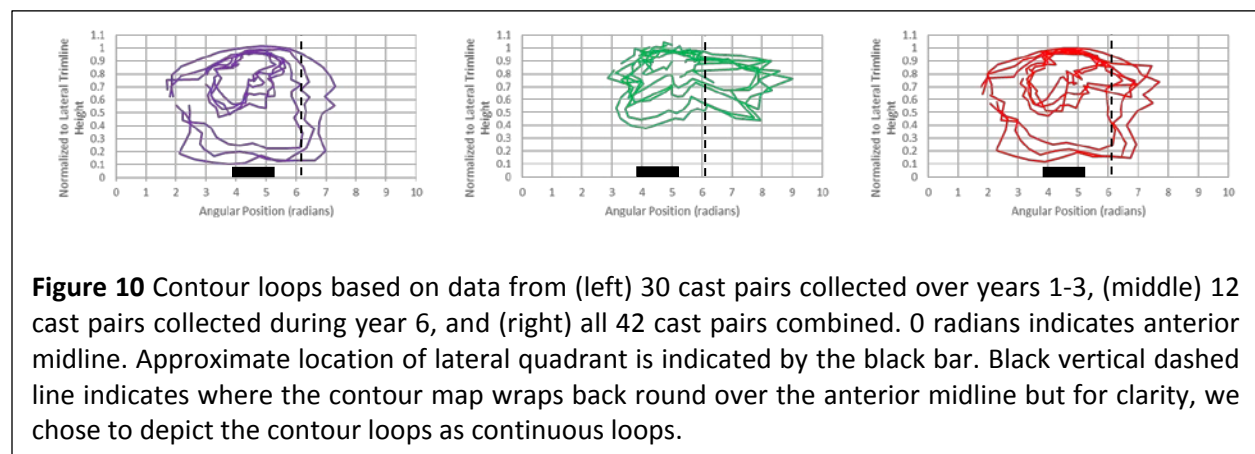 1.1
1
0.9
0.8
0.7
0.6
0.5
0.4
0.3
0.2
0.1
0
Normalized to Lateral Trimline
Height
0 1 2 3 4 5 6 7 8 9 10
Angular Position (radians)
1.1
1
0.9
0.8
0.7
0.6
0.5
0.4
0.3
0.2
0.1
0
Normalized to Lateral Trimline
Height
0 1 2 3 4 5 6 7 8 9 10
Angular Position (radians)
1.1
1
0.9
0.8
0.7
0.6
0.5
0.4
0.3
0.2
0.1
0
Normalized to Lateral Trimline
Height
0 1 2 3 4 5 6 7 8 9 10
Angular Position (radians)
Figure 10 Contour loops based on data from (left) 30 cast pairs collected over years 1-3, (middle) 12
cast pairs collected during year 6, and (right) all 42 cast pairs combined. 0 radians indicates anterior
midline. Approximate location of lateral quadrant is indicated by the black bar. Black vertical dashed
line indicates where the contour map wraps back round over the anterior midline but for clarity, we
chose to depict the contour loops as continuous loops.